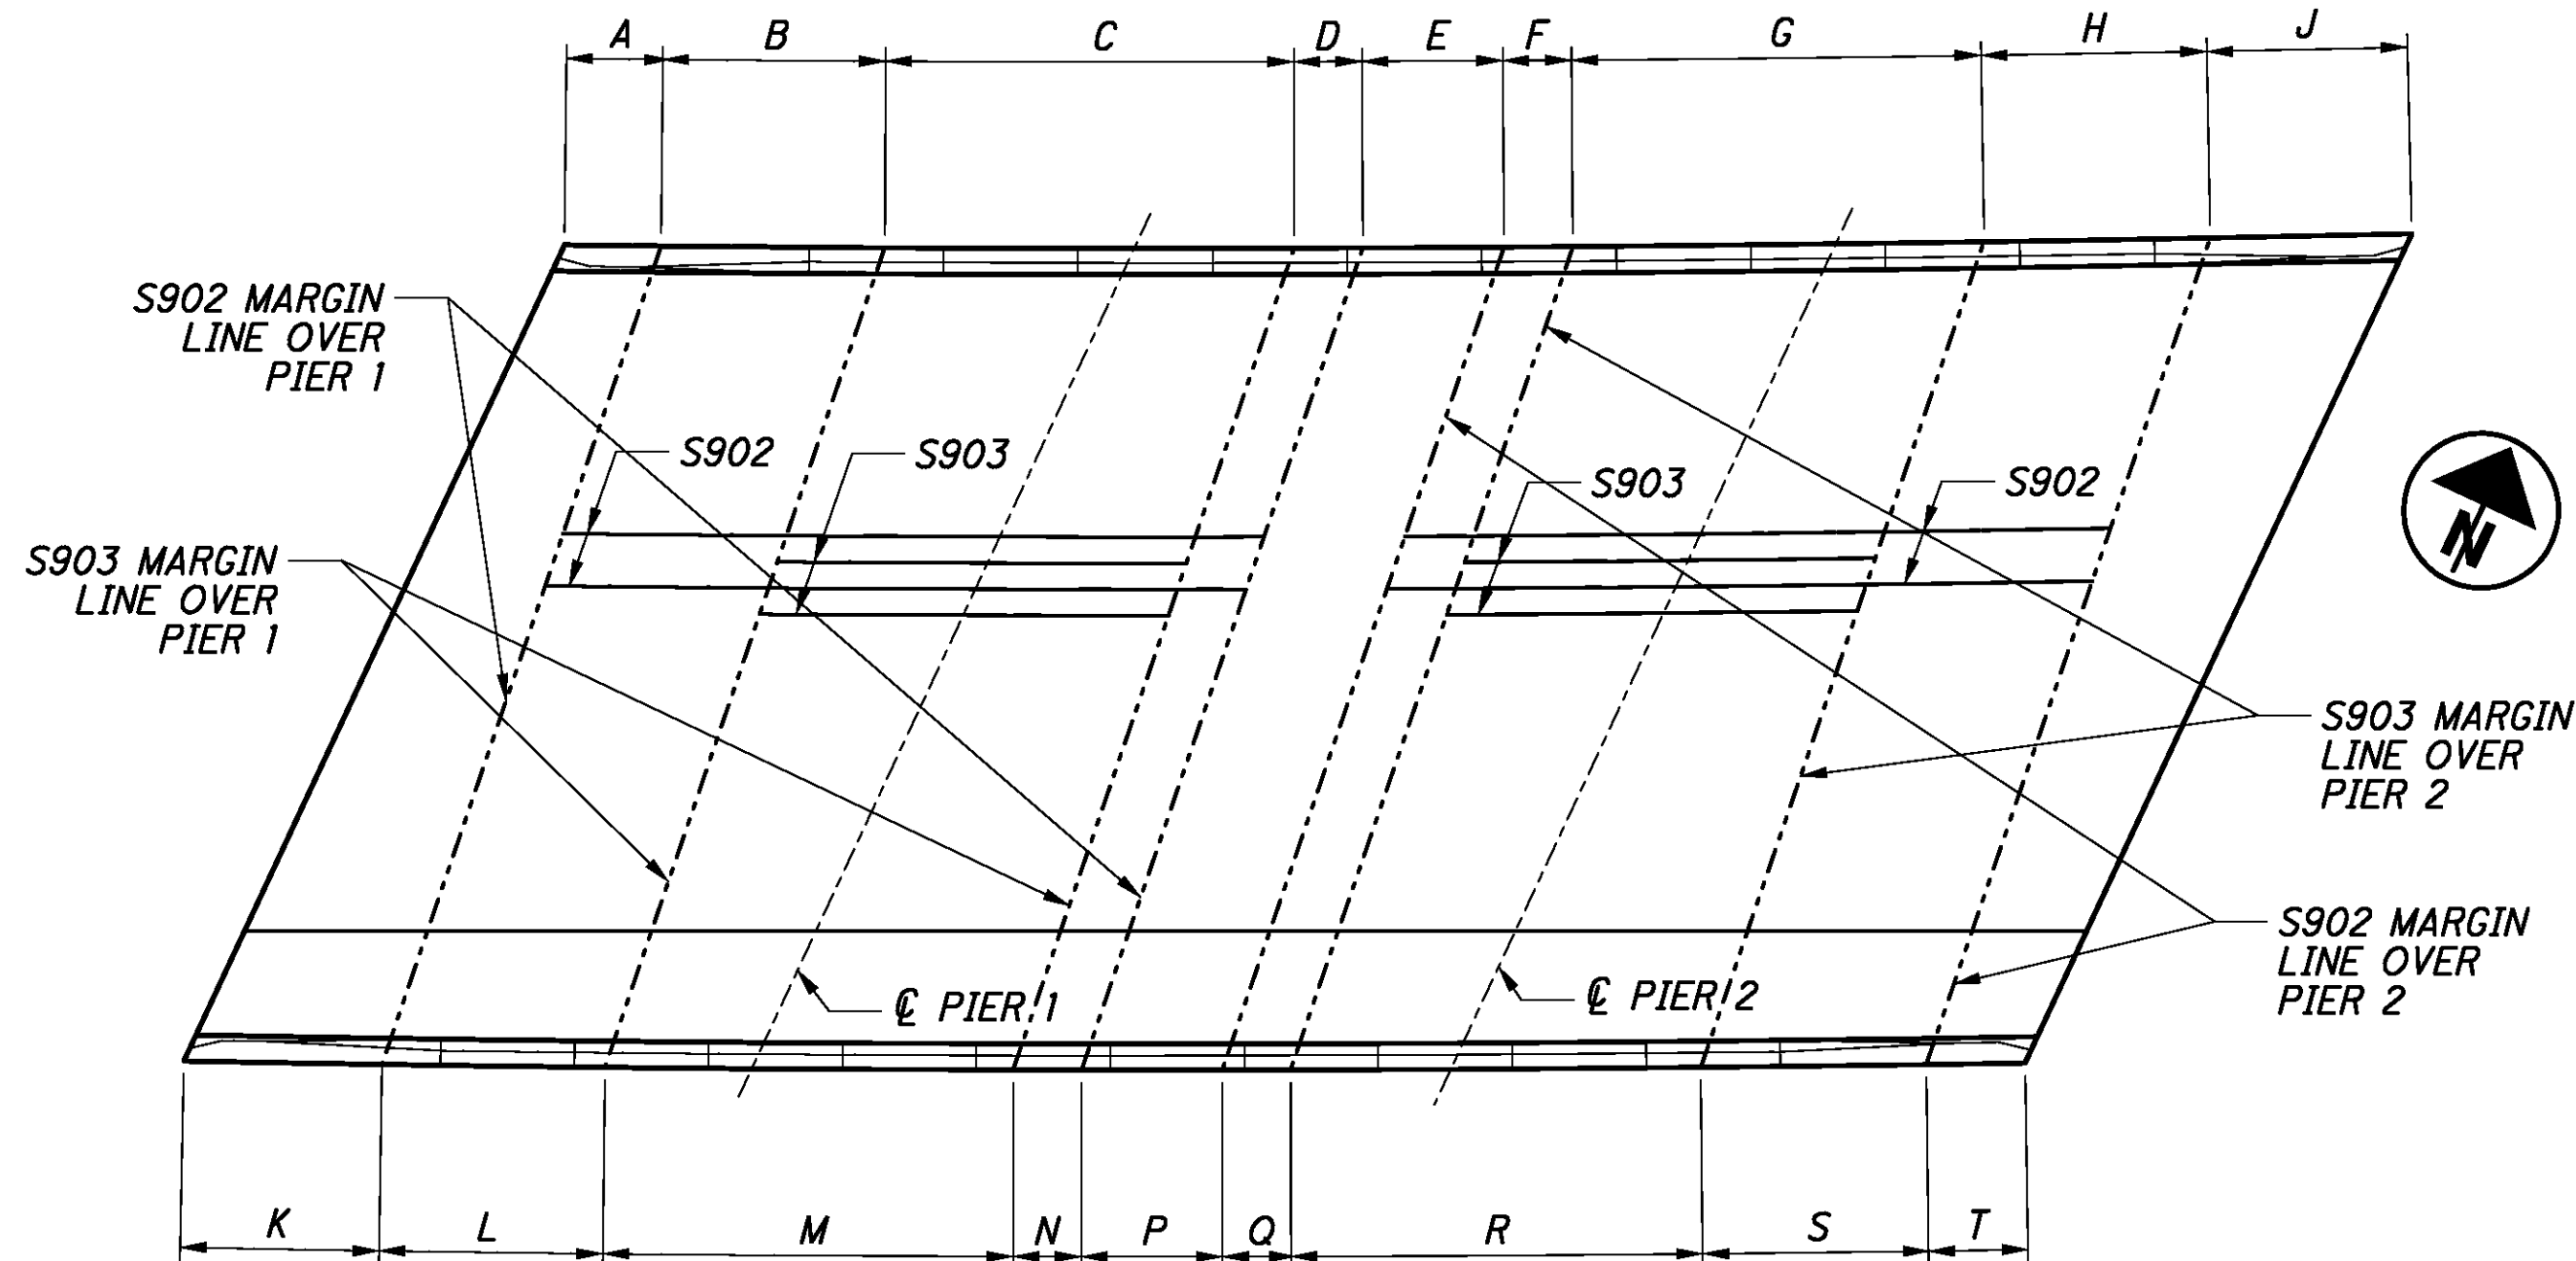 A B C D E F G H J
S902 MARGIN
LINE OVER
PIER 1
S902
S903
S903
S902
N
S903 MARGIN
LINE OVER
PIER 1
S903 MARGIN
LINE OVER
PIER 2
S902 MARGIN
LINE OVER
PIER 2
℄ PIER 1
℄ PIER 2
K L M N P Q R S T